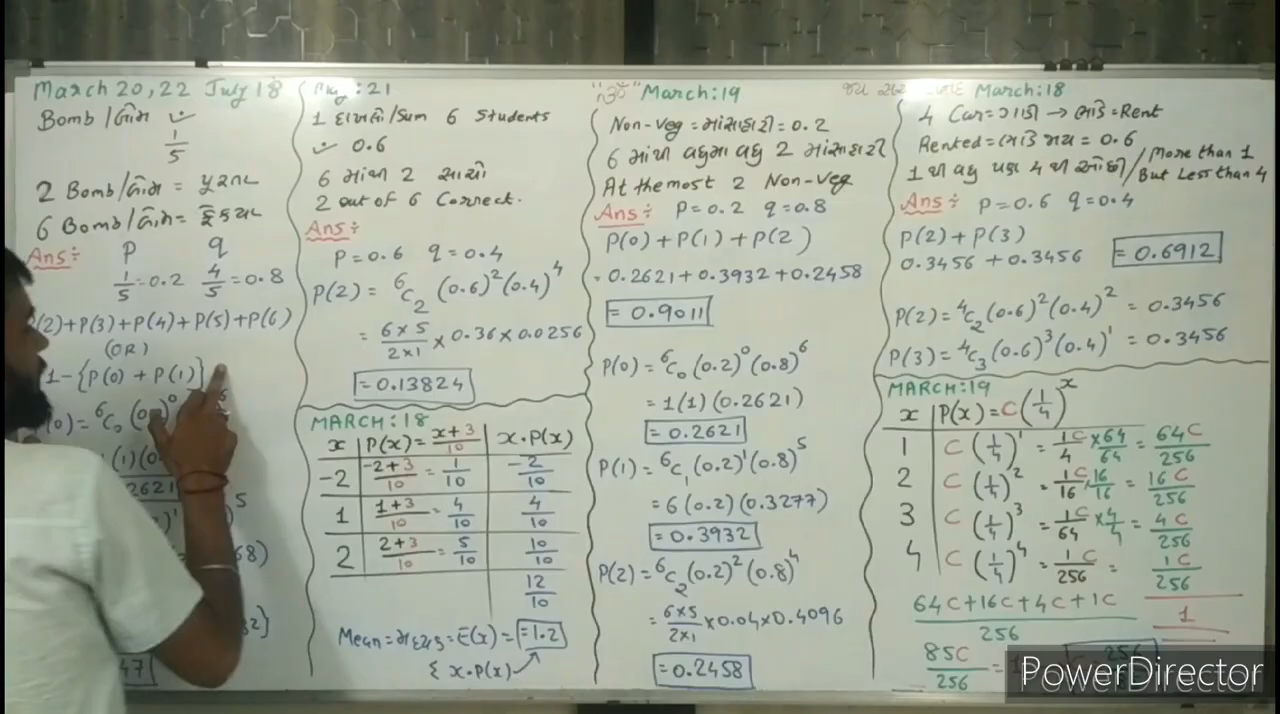 March 20,22 July 18
Bomb/બોમ્બ
1/5
2 Bomb/બોમ્બ = પુરતા
6 Bomb/બોમ્બ =
Ans:
P q
1/5 = 0.2 4/5 = 0.8
(2)+P(3)+P(4)+P(5)+P(6)
(OR)
1-{P(0) + P(1)}
(0) = ⁶C₀
2621
5
68)
47
: 21
1 દાખલો/Sum 6 Students
0.6
6 માંથી 2 સાચો
2 out of 6 Correct.
Ans:
P = 0.6 q = 0.4
P(2) = ⁶C₂ (0.6)²(0.4)⁴
= 6×5/2×1 × 0.36 × 0.0256
= 0.13824
MARCH:18
x P(x) = x+3/10 x·P(x)
-2 -2+3/10 = 1/10 -2/10
1 1+3/10 = 4/10 4/10
2 2+3/10 = 5/10 10/10
12/10
Mean = મધ્યક = E(x) = 1.2
Σ x·P(x)
March:19
Non-Veg = માંસાહારી = 0.2
6 માંથી વધુમાં વધુ 2 માંસાહારી
At the most 2 Non-Veg
Ans: P = 0.2 q = 0.8
P(0) + P(1) + P(2)
= 0.2621 + 0.3932 + 0.2458
= 0.9011
P(0) = ⁶C₀ (0.2)⁰ (0.8)⁶
= 1(1)(0.2621)
= 0.2621
P(1) = ⁶C₁ (0.2)¹(0.8)⁵
= 6(0.2)(0.3277)
= 0.3932
P(2) = ⁶C₂ (0.2)² (0.8)⁴
= 6×5/2×1 × 0.04 × 0.4096
= 0.2458
March:18
4 Car = ગાડી → ભાડે = Rent
Rented = ભાડે જાય = 0.6
1 થી વધુ પણ 4 થી ઓછી / More than 1
But Less than 4
Ans: P = 0.6 q = 0.4
P(2) + P(3)
0.3456 + 0.3456 = 0.6912
P(2) = ⁴C₂ (0.6)² (0.4)² = 0.3456
P(3) = ⁴C₃ (0.6)³ (0.4)¹ = 0.3456
MARCH:19
x P(x) = C(1/4)ˣ
1 C (1/4)¹ = 1C/4 × 64/64 = 64C/256
2 C (1/4)² = 1C/16 × 16/16 = 16C/256
3 C (1/4)³ = 1C/64 × 4/4 = 4C/256
4 C (1/4)⁴ = 1C/256 = 1C/256
64C+16C+4C+1C/256 1
85C/256 = 1
PowerDirector